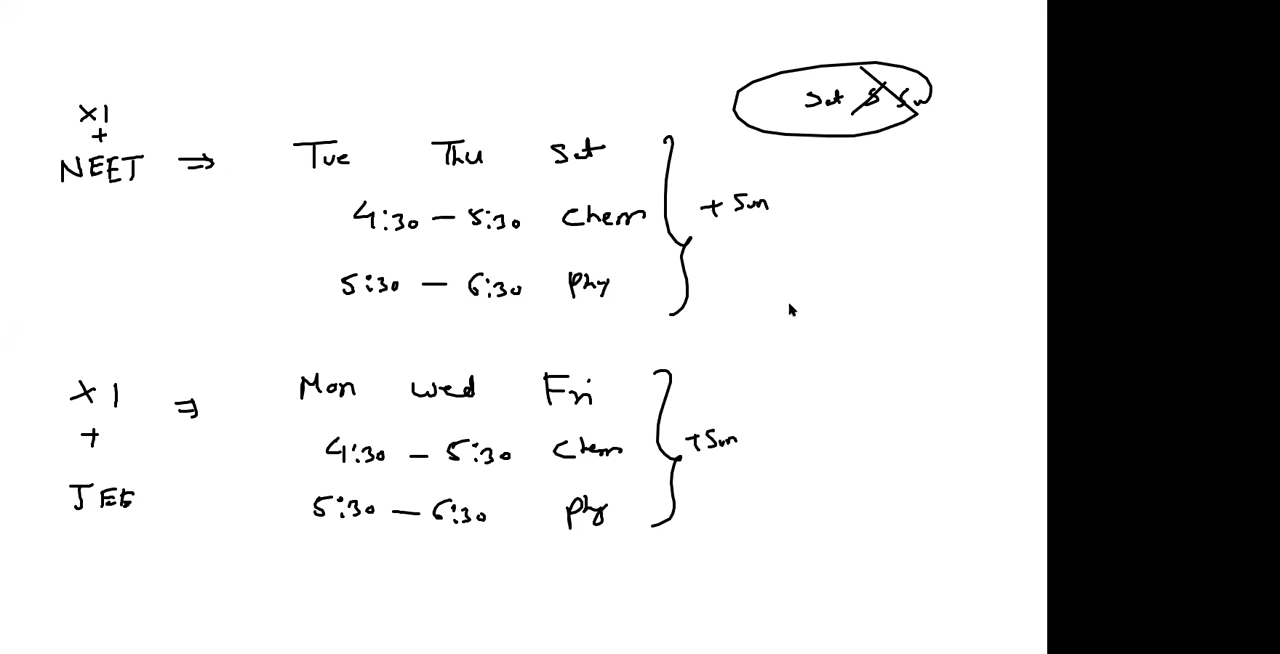 Sat & Sun
XI
+
NEET ⇒ Tue Thu Sat
4:30 – 5:30 Chem
+ Sun
5:30 – 6:30 Phy
XI ⇒ Mon Wed Fri
+
4:30 – 5:30 Chem
+ Sun
JEE
5:30 – 6:30 Phy